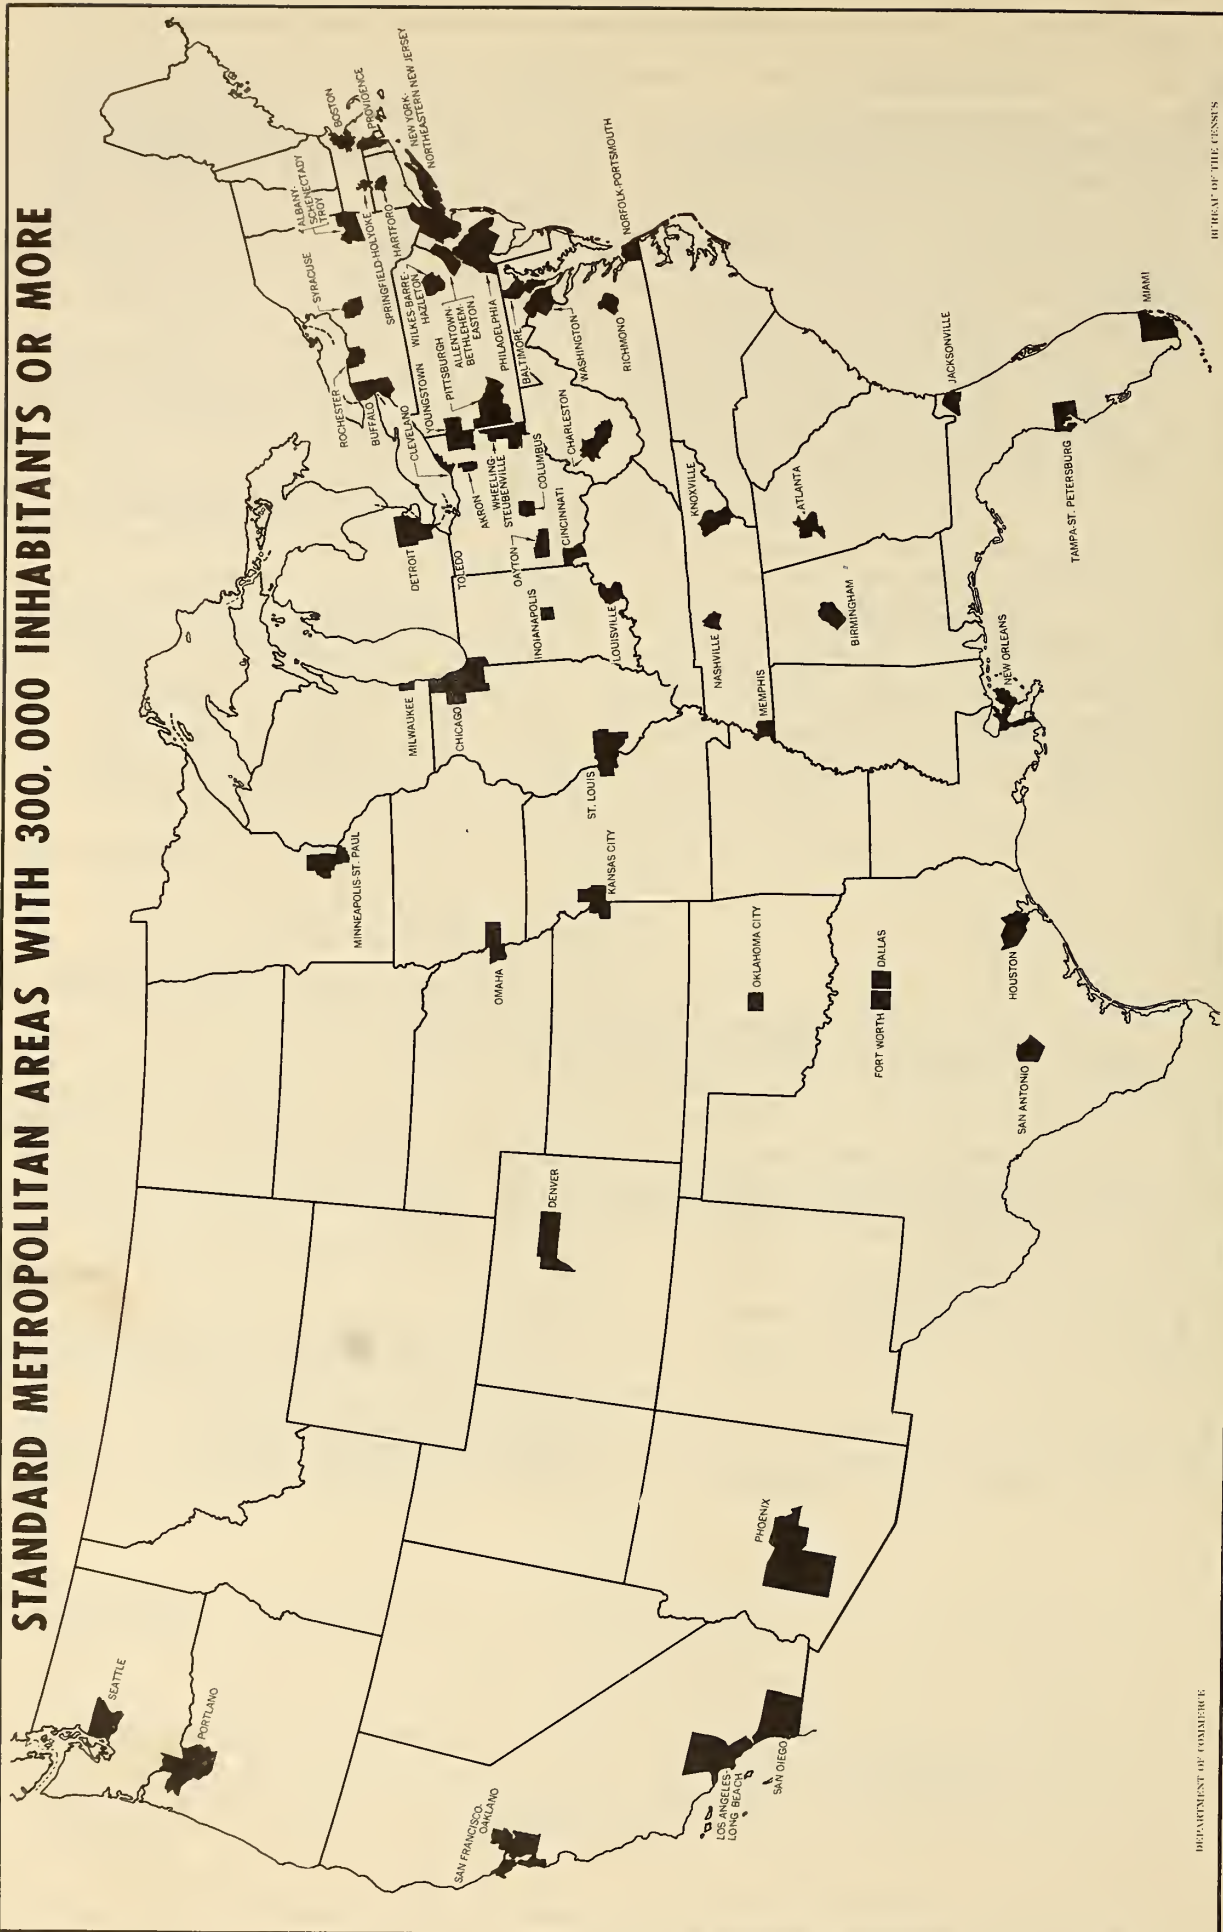 STANDARD METROPOLITAN AREAS WITH 300,000 INHABITANTS OR MORE
SEATTLE
PORTLAND
SAN FRANCISCO-
OAKLAND
LOS ANGELES-
LONG BEACH
SAN DIEGO
PHOENIX
DENVER
MINNEAPOLIS-ST. PAUL
OMAHA
KANSAS CITY
ST. LOUIS
OKLAHOMA CITY
FORT WORTH
DALLAS
HOUSTON
SAN ANTONIO
MILWAUKEE
CHICAGO
DETROIT
TOLEDO
INDIANAPOLIS
LOUISVILLE
DAYTON
CINCINNATI
COLUMBUS
AKRON
WHEELING-
STEUBENVILLE
CLEVELAND
YOUNGSTOWN
PITTSBURGH
BUFFALO
ROCHESTER
SYRACUSE
ALBANY-
SCHENECTADY
TROY
SPRINGFIELD-HOLYOKE
HARTFORD
BOSTON
PROVIDENCE
NEW YORK-
NORTHEASTERN NEW JERSEY
WILKES-BARRE-
HAZLETON
ALLENTOWN-
BETHLEHEM-
EASTON
PHILADELPHIA
BALTIMORE
WASHINGTON
RICHMOND
NORFOLK-PORTSMOUTH
CHARLESTON
KNOXVILLE
NASHVILLE
MEMPHIS
ATLANTA
BIRMINGHAM
NEW ORLEANS
JACKSONVILLE
TAMPA-ST. PETERSBURG
MIAMI
DEPARTMENT OF COMMERCE
BUREAU OF THE CENSUS